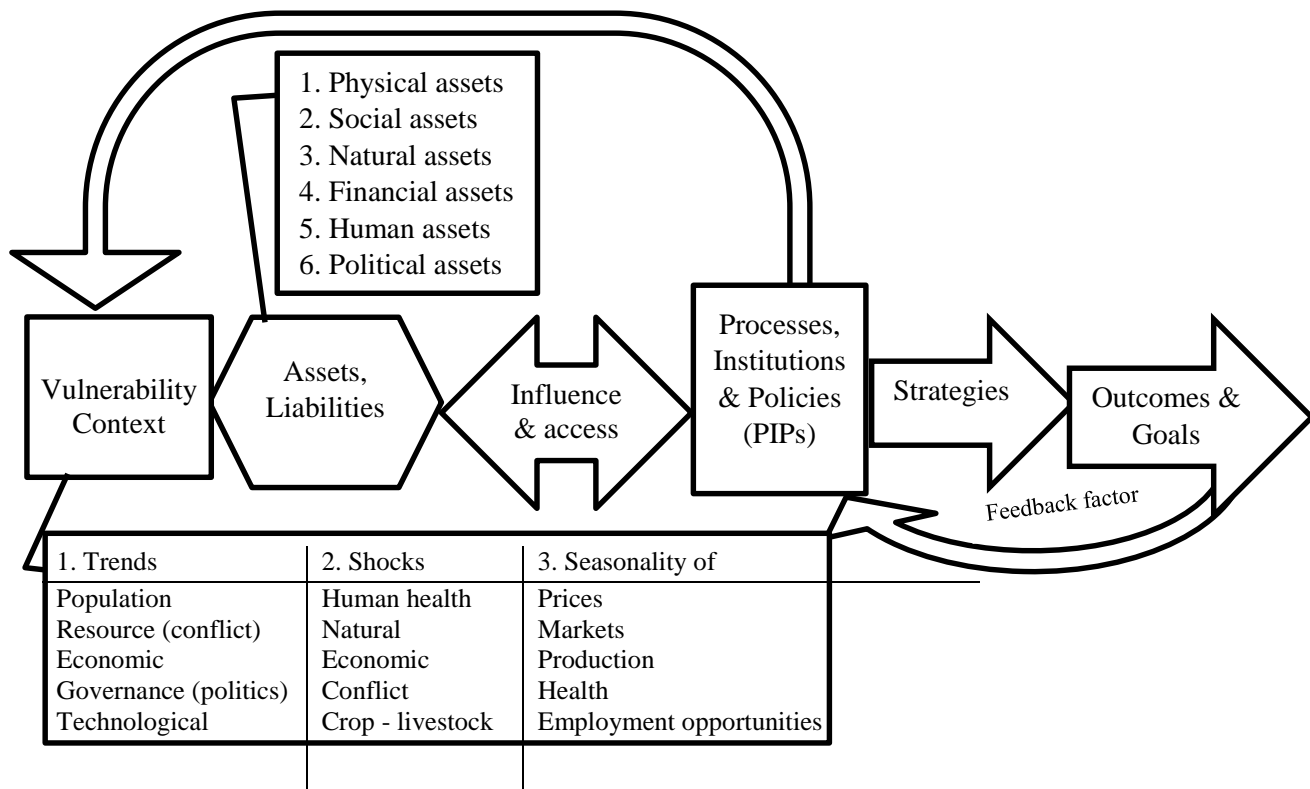 1. Physical assets
2. Social assets
3. Natural assets
4. Financial assets
5. Human assets
6. Political assets
Vulnerability
Context
Assets,
Liabilities
Influence
& access
Processes,
Institutions
& Policies
(PIPs)
Strategies
Outcomes &
Goals
Feedback factor
1. Trends
Population
Resource (conflict)
Economic
Governance (politics)
Technological
2. Shocks
Human health
Natural
Economic
Conflict
Crop - livestock
3. Seasonality of
Prices
Markets
Production
Health
Employment opportunities